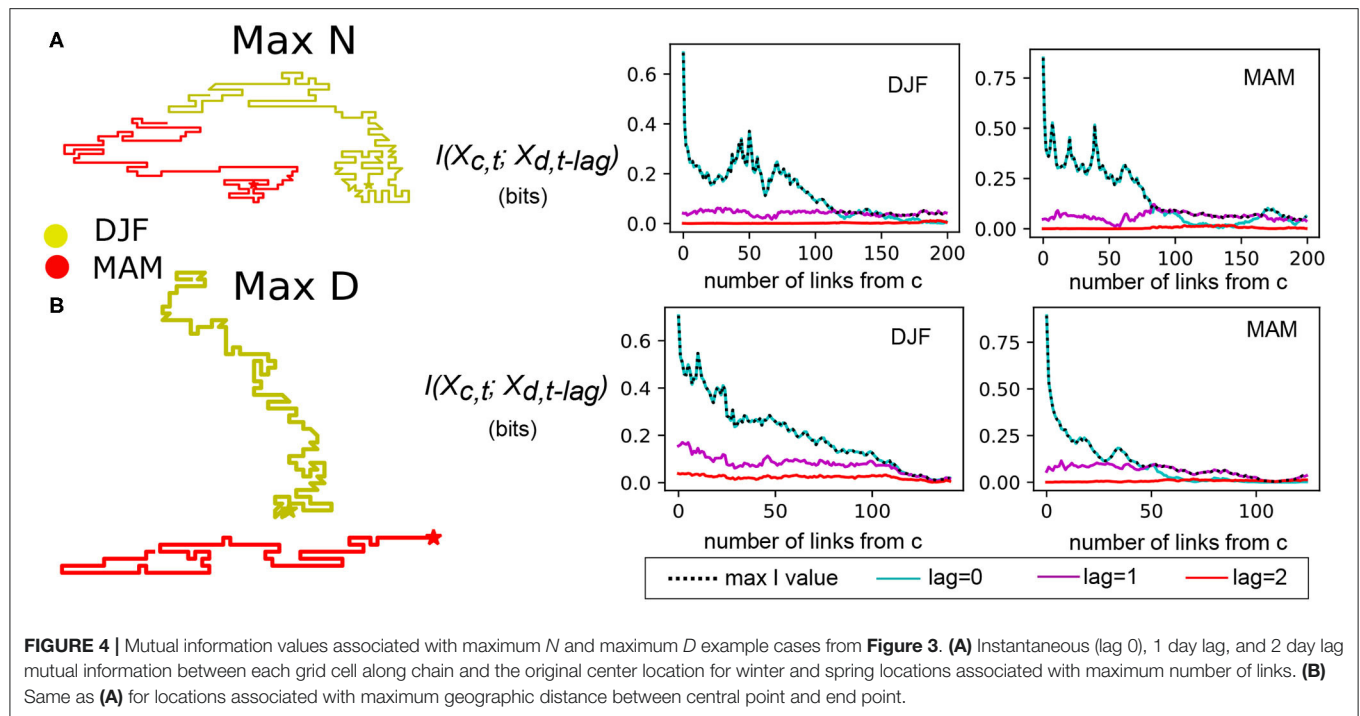 A
Max N
DJF
MAM
B
Max D
I(X_{c,t}; X_{d,t-lag})
(bits)
DJF
0.6
0.4
0.2
0.0
0 50 100 150 200
number of links from c
MAM
0.75
0.50
0.25
0.00
0 50 100 150 200
number of links from c
I(X_{c,t}; X_{d,t-lag})
(bits)
DJF
0.6
0.4
0.2
0.0
0 50 100
number of links from c
MAM
0.75
0.50
0.25
0.00
0 50 100
number of links from c
max I value lag=0 lag=1 lag=2
FIGURE 4 | Mutual information values associated with maximum N and maximum D example cases from Figure 3. (A) Instantaneous (lag 0), 1 day lag, and 2 day lag
mutual information between each grid cell along chain and the original center location for winter and spring locations associated with maximum number of links. (B)
Same as (A) for locations associated with maximum geographic distance between central point and end point.